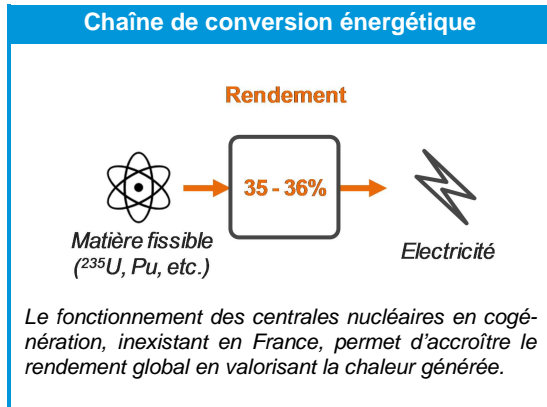 Chaîne de conversion énergétique
Rendement
35 - 36%
Matière fissible
(²³⁵U, Pu, etc.)
Electricité
Le fonctionnement des centrales nucléaires en cogé-
nération, inexistant en France, permet d’accroître le
rendement global en valorisant la chaleur générée.